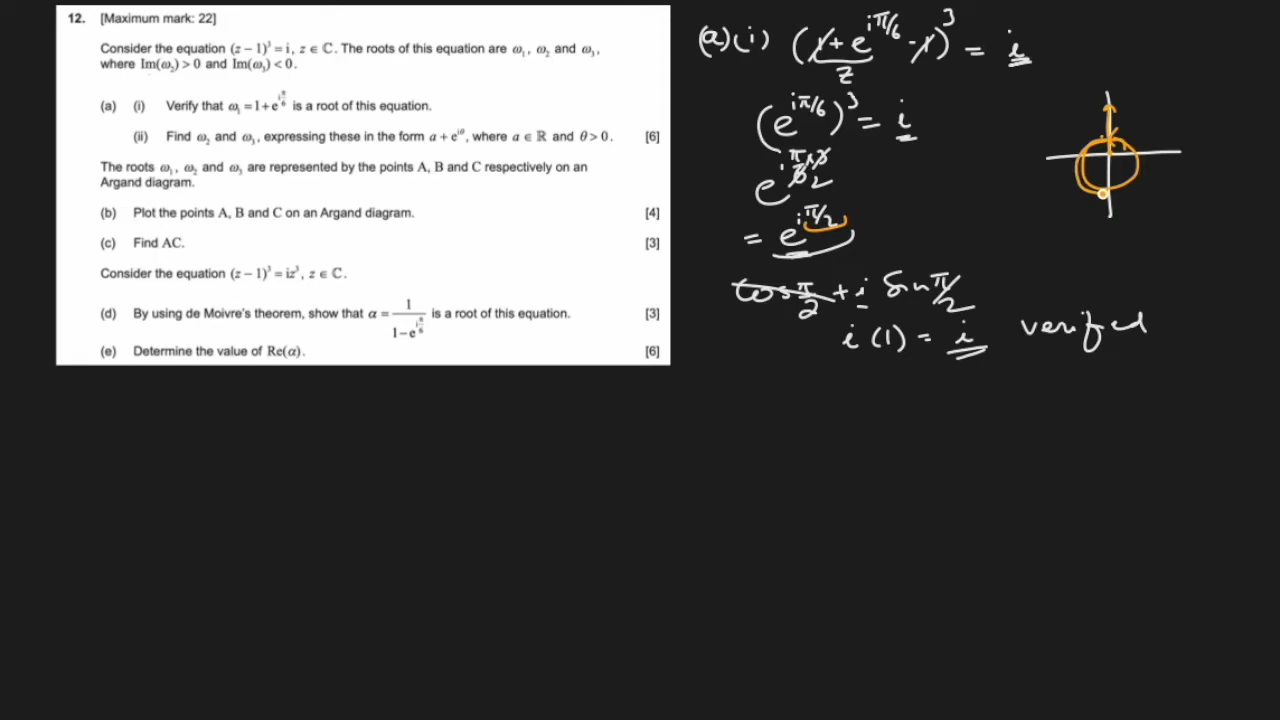 12. [Maximum mark: 22]
Consider the equation (z − 1)³ = i, z ∈ ℂ. The roots of this equation are ω₁, ω₂ and ω₃,
where Im(ω₂) > 0 and Im(ω₃) < 0.
(a) (i) Verify that ω₁ = 1 + e^{iπ/6} is a root of this equation.
(ii) Find ω₂ and ω₃, expressing these in the form a + e^{iθ}, where a ∈ ℝ and θ > 0. [6]
The roots ω₁, ω₂ and ω₃ are represented by the points A, B and C respectively on an
Argand diagram.
(b) Plot the points A, B and C on an Argand diagram. [4]
(c) Find AC. [3]
Consider the equation (z − 1)³ = iz³, z ∈ ℂ.
(d) By using de Moivre's theorem, show that α = 1/(1 − e^{iπ/6}) is a root of this equation. [3]
(e) Determine the value of Re(α). [6]
(a)(i) (1 + e^{iπ/6} - 1)³ = i
z
(e^{iπ/6})³ = i
e^{iπ×3/6 2}
= e^{iπ/2}
cos π/2 + i sin π/2
i (1) = i verified